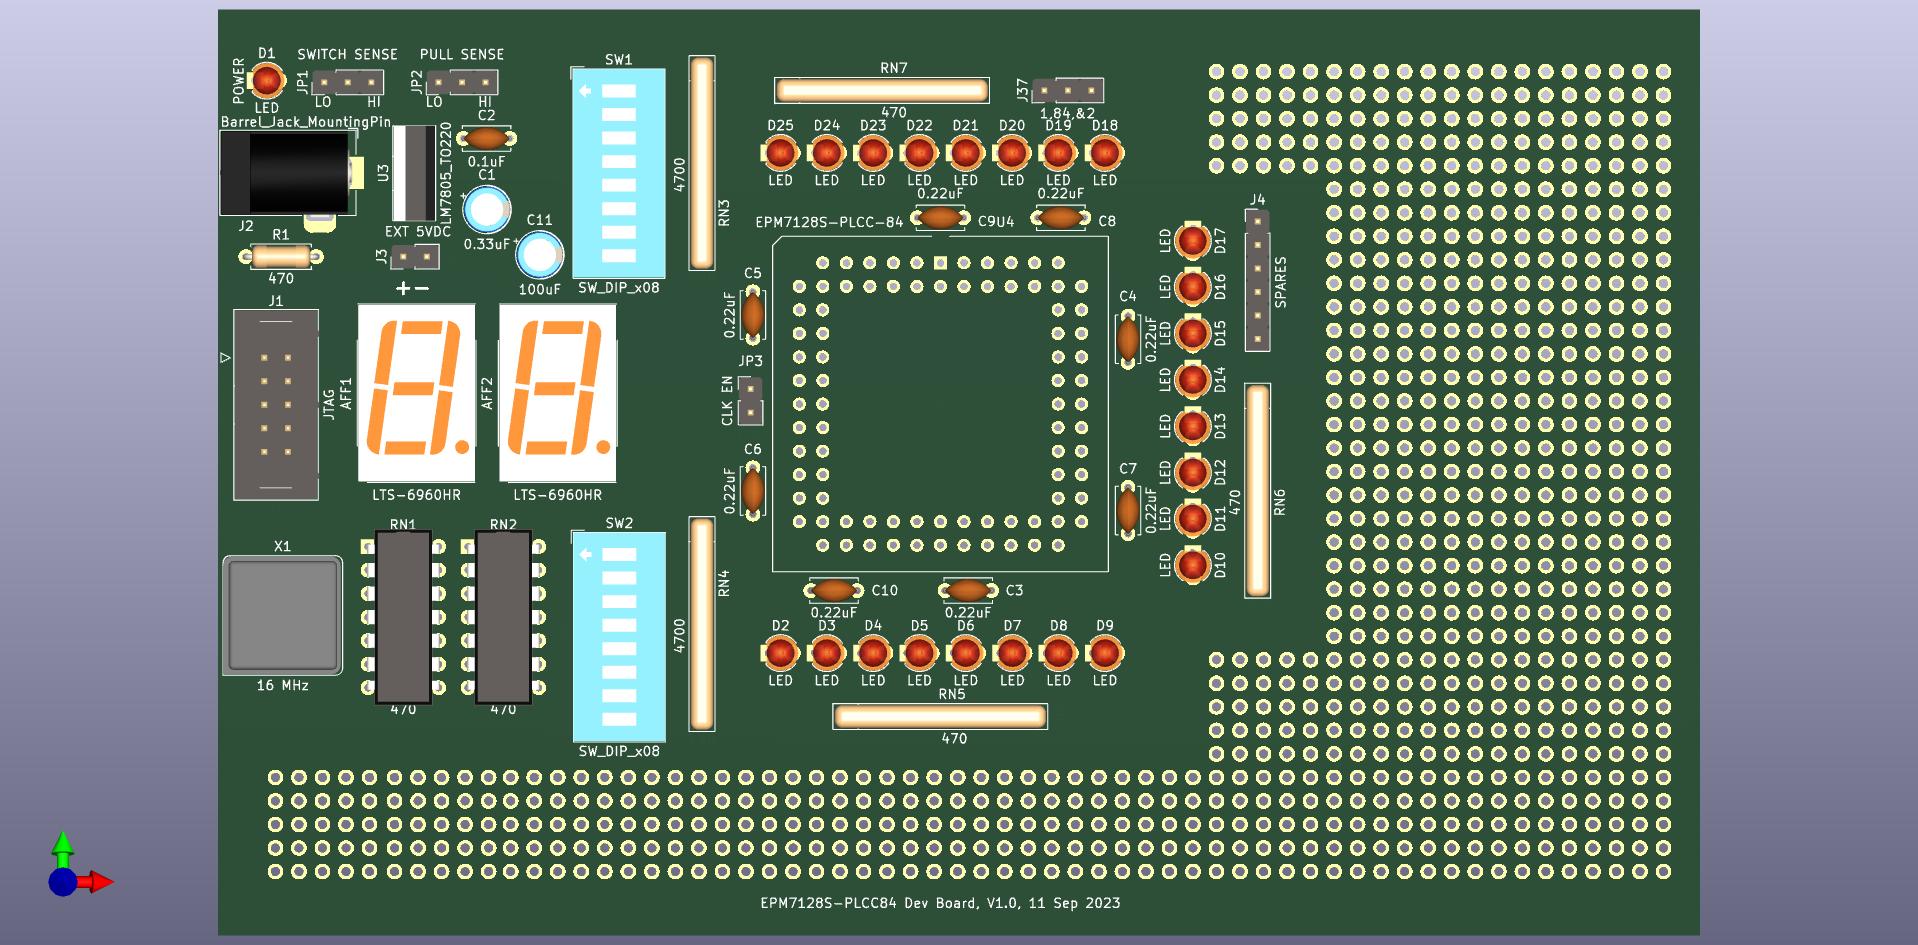 D1
SWITCH SENSE
PULL SENSE
POWER
JP1
LO
HI
JP2
LO
HI
LED
Barrel_Jack_MountingPin
J2
U3
LM7805_TO220
C2
0.1uF
C1
+
0.33uF
C11
+
100uF
EXT 5VDC
J3
+-
R1
470
J1
JTAG
AFF1
LTS-6960HR
AFF2
LTS-6960HR
X1
16 MHz
RN1
470
RN2
470
SW1
SW_DIP_x08
4700
RN3
SW2
SW_DIP_x08
4700
RN4
RN7
470
J37
1,84,&2
D25
D24
D23
D22
D21
D20
D19
D18
LED
LED
LED
LED
LED
LED
LED
LED
0.22uF
0.22uF
EPM7128S-PLCC-84
C9U4
C8
C5
0.22uF
JP3
CLK EN
C6
0.22uF
C4
0.22uF
C7
0.22uF
LED
D17
LED
D16
LED
D15
LED
D14
LED
D13
LED
D12
LED
D11
LED
D10
J4
SPARES
470
RN6
C10
0.22uF
C3
0.22uF
D2
D3
D4
D5
D6
D7
D8
D9
LED
LED
LED
LED
LED
LED
LED
LED
RN5
470
EPM7128S-PLCC84 Dev Board, V1.0, 11 Sep 2023